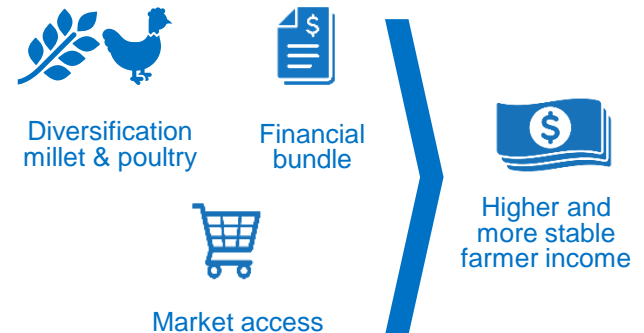 $
Diversification
millet & poultry
Financial
bundle
Market access
$
Higher and
more stable
farmer income